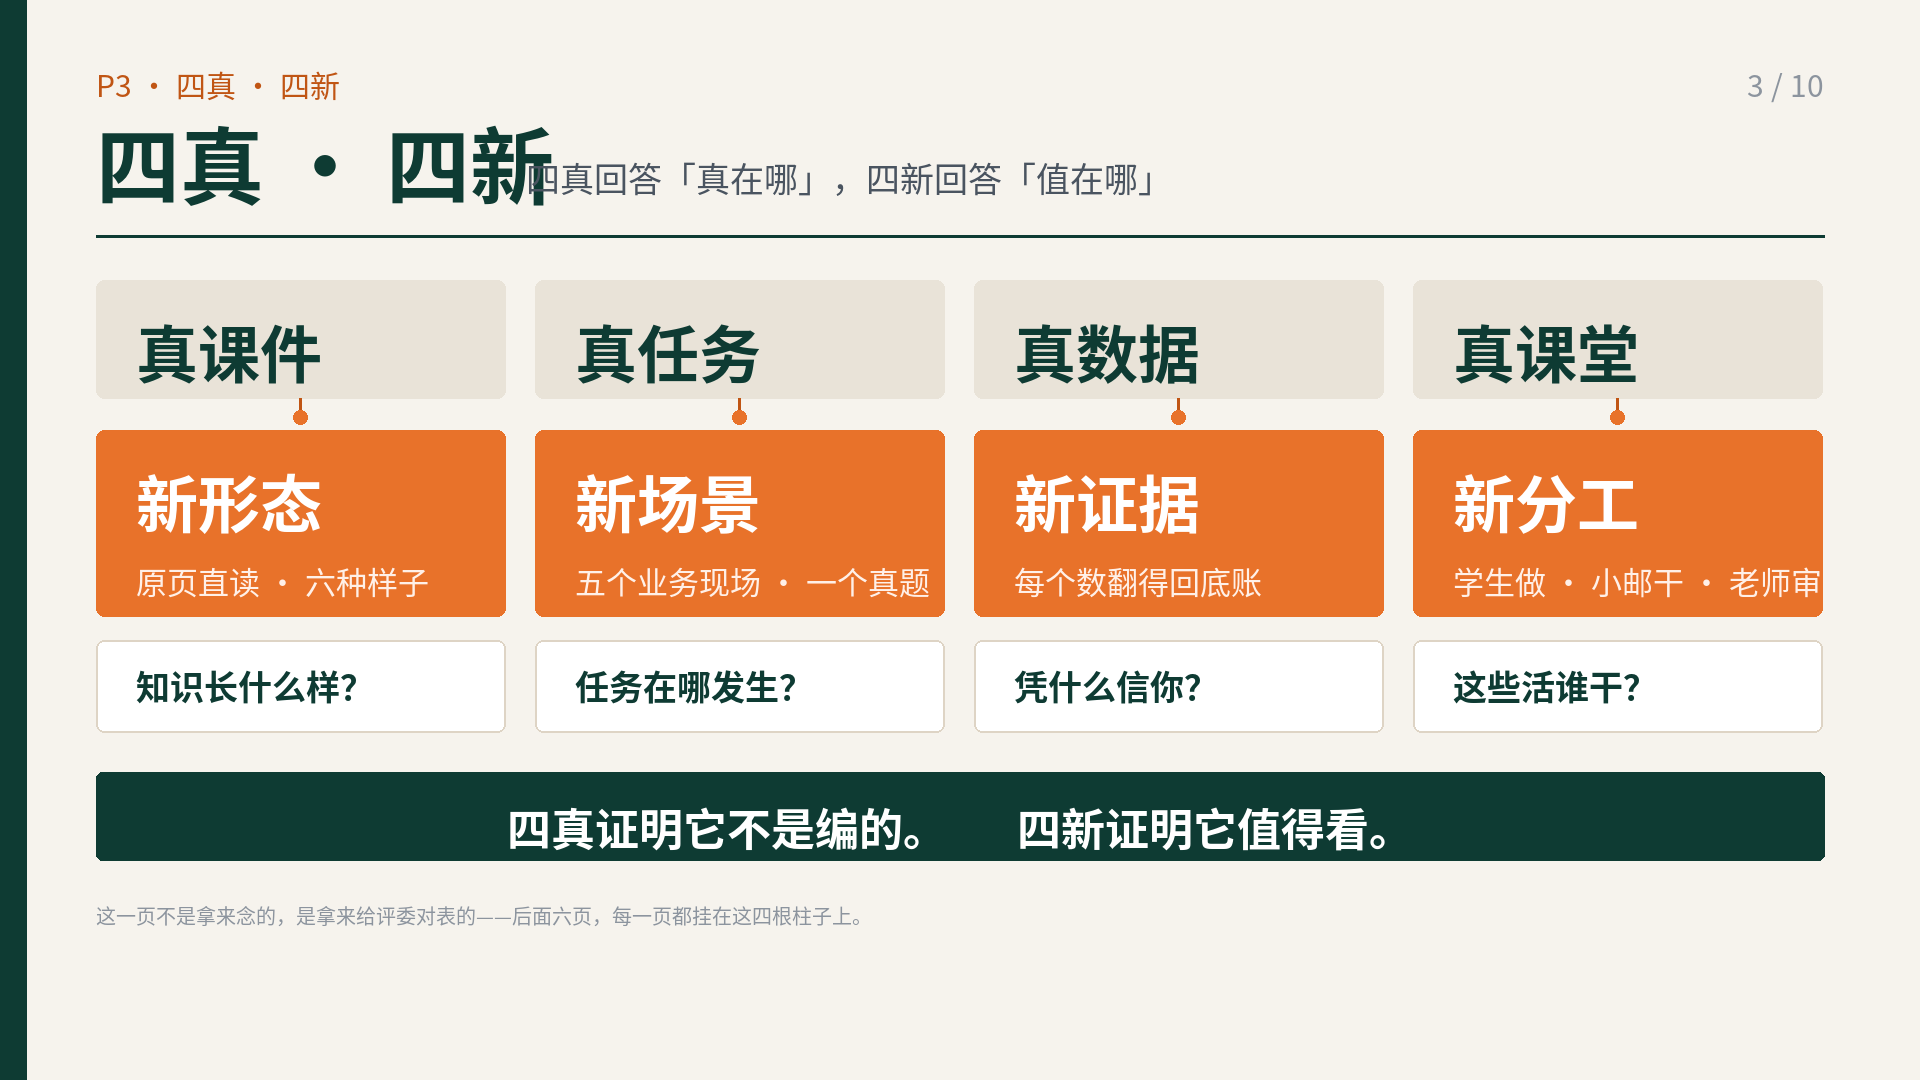 P3 · 四真 · 四新
3 / 10
四真 · 四新
四真回答「真在哪」，四新回答「值在哪」
真课件
真任务
真数据
真课堂
新形态
原页直读 · 六种样子
新场景
五个业务现场 · 一个真题
新证据
每个数翻得回底账
新分工
学生做 · 小邮干 · 老师审
知识长什么样？
任务在哪发生？
凭什么信你？
这些活谁干？
四真证明它不是编的。 四新证明它值得看。
这一页不是拿来念的，是拿来给评委对表的——后面六页，每一页都挂在这四根柱子上。